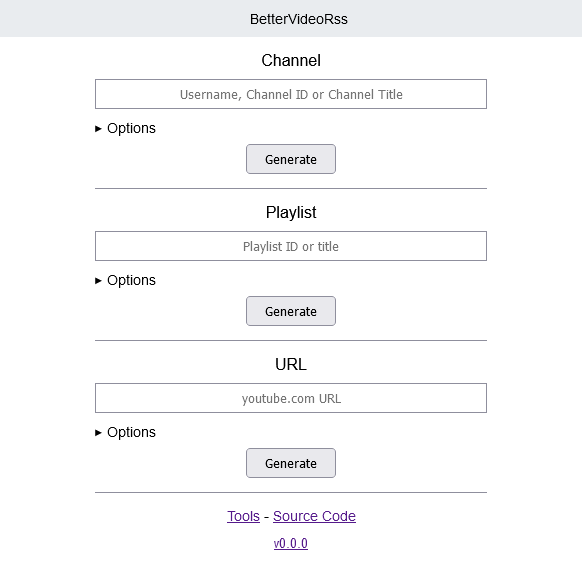 BetterVideoRss
Channel
Username, Channel ID or Channel Title
▸ Options
Generate
Playlist
Playlist ID or title
▸ Options
Generate
URL
youtube.com URL
▸ Options
Generate
Tools - Source Code
v0.0.0